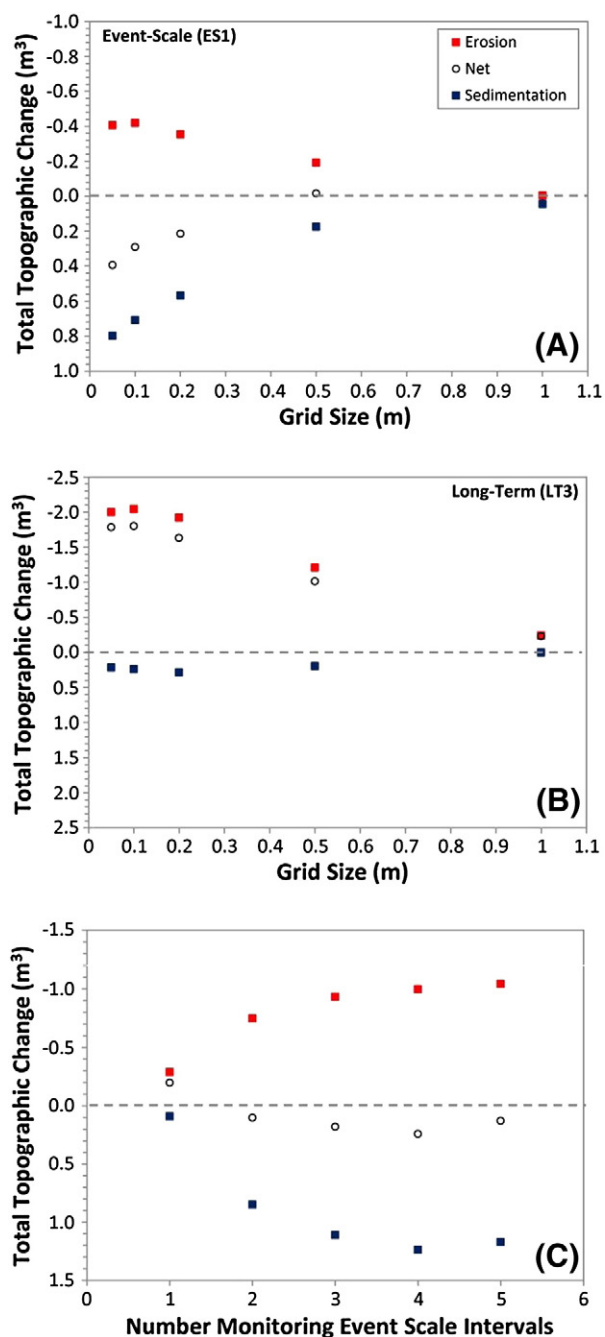 Event-Scale (ES1)
Erosion
Net
Sedimentation
Total Topographic Change (m³)
-1.0
-0.8
-0.6
-0.4
-0.2
0.0
0.2
0.4
0.6
0.8
1.0
(A)
0 0.1 0.2 0.3 0.4 0.5 0.6 0.7 0.8 0.9 1 1.1
Grid Size (m)
Long-Term (LT3)
Total Topographic Change (m³)
-2.5
-2.0
-1.5
-1.0
-0.5
0.0
0.5
1.0
1.5
2.0
2.5
(B)
0 0.1 0.2 0.3 0.4 0.5 0.6 0.7 0.8 0.9 1 1.1
Grid Size (m)
Total Topographic Change (m³)
-1.5
-1.0
-0.5
0.0
0.5
1.0
1.5
(C)
0 1 2 3 4 5 6
Number Monitoring Event Scale Intervals